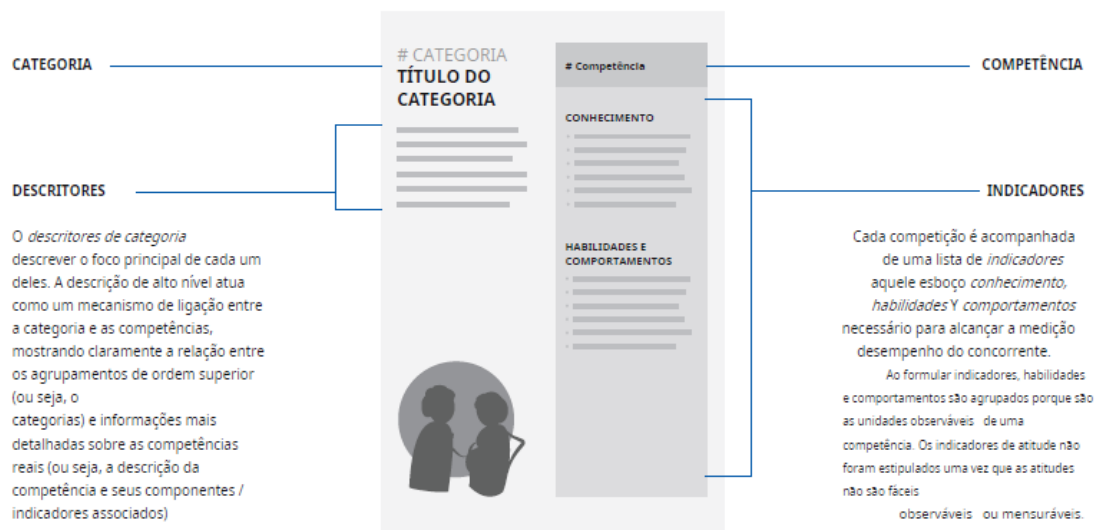 CATEGORIA
DESCRITORES
O descritores de categoria
descrever o foco principal de cada um
deles. A descrição de alto nível atua
como um mecanismo de ligação entre
a categoria e as competências,
mostrando claramente a relação entre
os agrupamentos de ordem superior
(ou seja, o
categorias) e informações mais
detalhadas sobre as competências
reais (ou seja, a descrição da
competência e seus componentes /
indicadores associados)
# CATEGORIA
TÍTULO DO
CATEGORIA
# Competência
CONHECIMENTO
HABILIDADES E
COMPORTAMENTOS
COMPETÊNCIA
INDICADORES
Cada competição é acompanhada
de uma lista de indicadores
aquele esboço conhecimento,
habilidades Y comportamentos
necessário para alcançar a medição
desempenho do concorrente.
Ao formular indicadores, habilidades
e comportamentos são agrupados porque são
as unidades observáveis de uma
competência. Os indicadores de atitude não
foram estipulados uma vez que as atitudes
não são fáceis
observáveis ou mensuráveis.